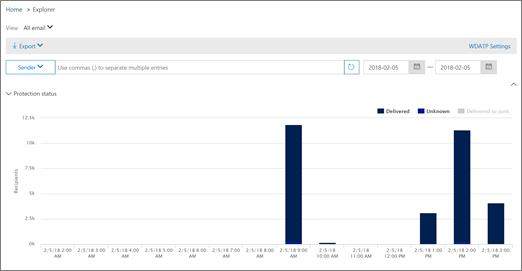 Home > Explorer
View All email
Export WDATP Settings
Sender Use commas (,) to separate multiple entries 2018-02-05 — 2018-02-05
Protection status
Delivered Unknown Delivered to junk
12.5k
10k
7.5k
5k
2.5k
0k
Recipients
2/5/18 2:00 AM
2/5/18 3:00 AM
2/5/18 4:00 AM
2/5/18 5:00 AM
2/5/18 6:00 AM
2/5/18 7:00 AM
2/5/18 8:00 AM
2/5/18 9:00 AM
2/5/18 10:00 AM
2/5/18 11:00 AM
2/5/18 12:00 PM
2/5/18 1:00 PM
2/5/18 2:00 PM
2/5/18 3:00 PM